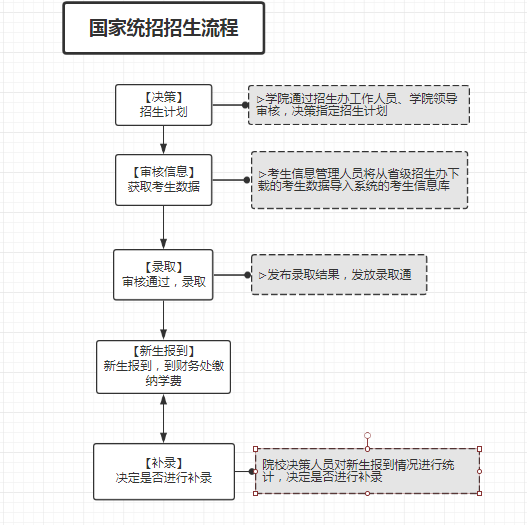 国家统招招生流程
【决策】
招生计划
▷学院通过招生办工作人员、学院领导
审核，决策指定招生计划
【审核信息】
获取考生数据
▷考生信息管理人员将从省级招生办下
载的考生数据导入系统的考生信息库
【录取】
审核通过，录取
▷发布录取结果，发放录取通
【新生报到】
新生报到，到财务处缴
纳学费
【补录】
决定是否进行补录
院校决策人员对新生报到情况进行统
计，决定是否进行补录